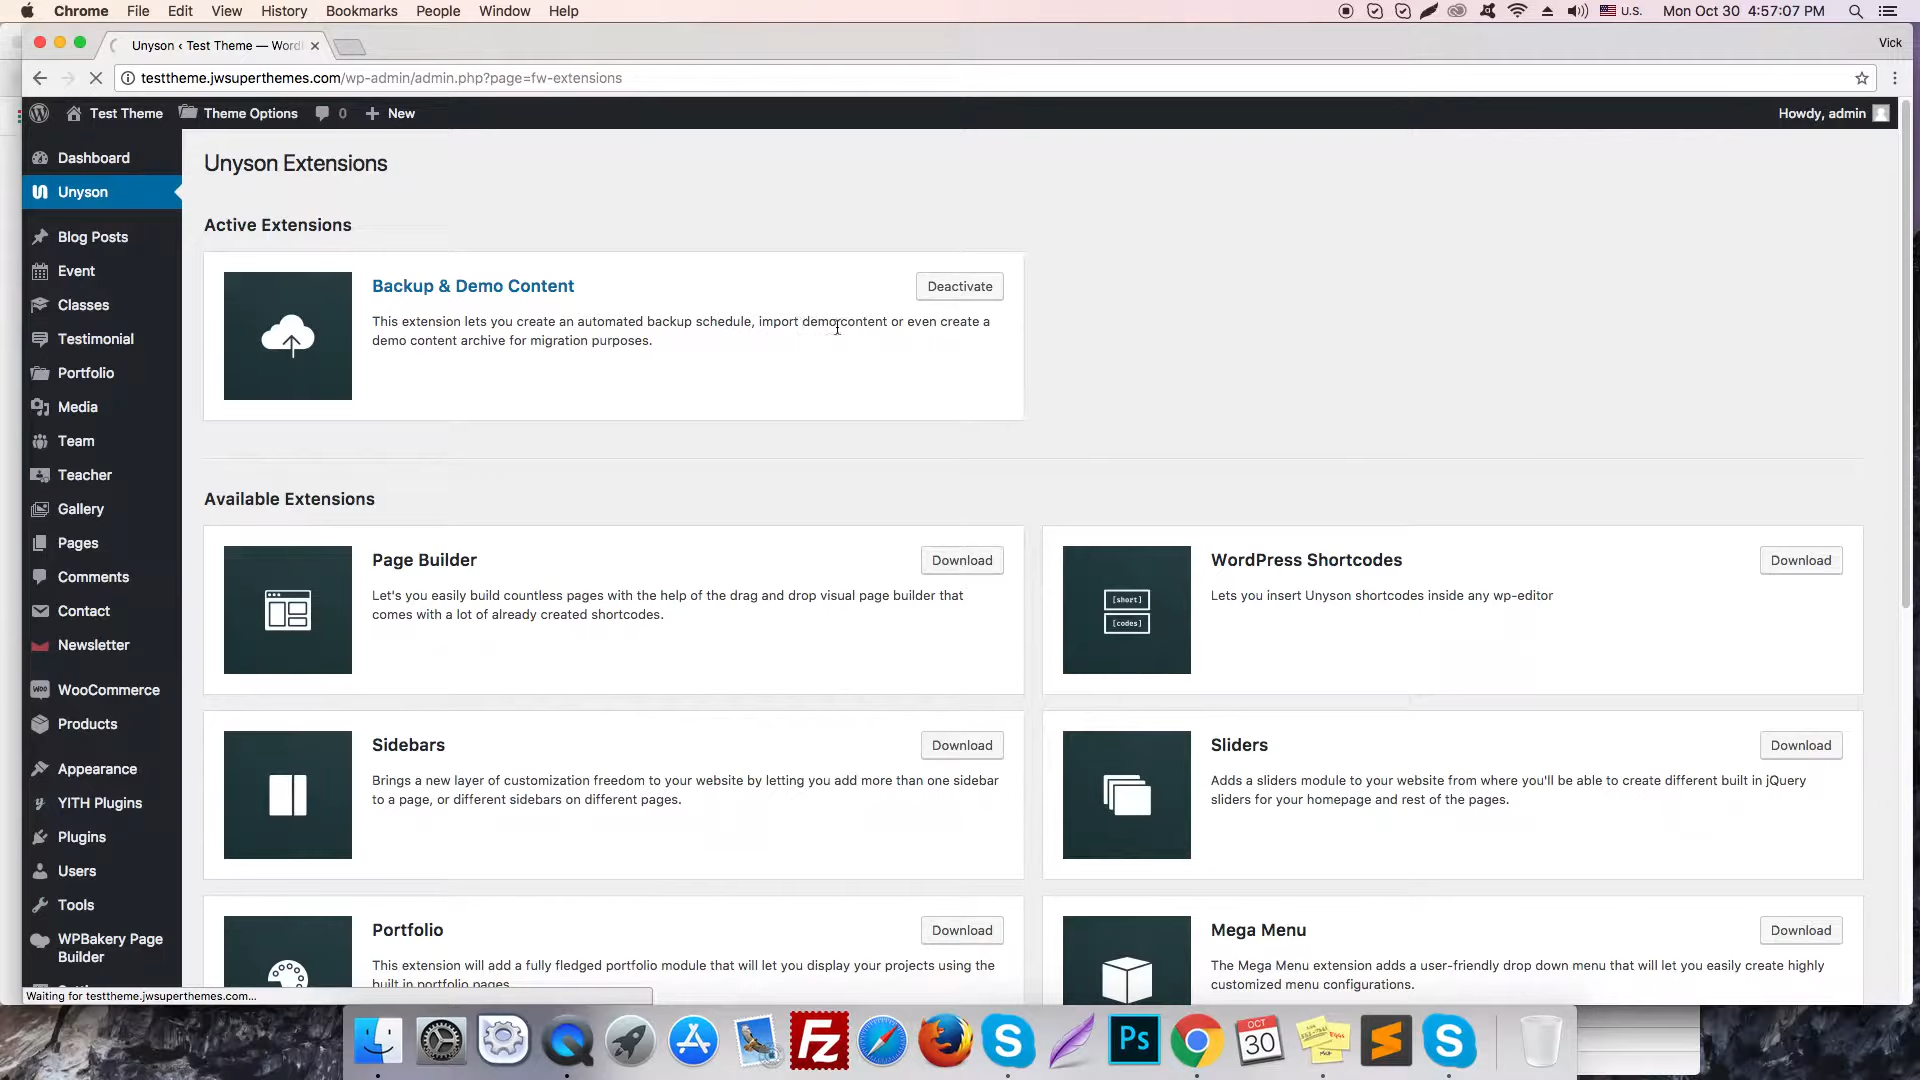 Chrome File Edit View History Bookmarks People Window Help
U.S. Mon Oct 30 4:57:07 PM
Unyson ‹ Test Theme — Word
Vick
testtheme.jwsuperthemes.com/wp-admin/admin.php?page=fw-extensions
Test Theme Theme Options 0 New
Howdy, admin
Dashboard
Unyson
Blog Posts
Event
Classes
Testimonial
Portfolio
Media
Team
Teacher
Gallery
Pages
Comments
Contact
Newsletter
WooCommerce
Products
Appearance
YITH Plugins
Plugins
Users
Tools
WPBakery Page
Builder
Unyson Extensions
Active Extensions
Backup & Demo Content
Deactivate
This extension lets you create an automated backup schedule, import demo content or even create a
demo content archive for migration purposes.
Available Extensions
Page Builder
Download
Let's you easily build countless pages with the help of the drag and drop visual page builder that
comes with a lot of already created shortcodes.
[short]
[codes]
WordPress Shortcodes
Download
Lets you insert Unyson shortcodes inside any wp-editor
Sidebars
Download
Brings a new layer of customization freedom to your website by letting you add more than one sidebar
to a page, or different sidebars on different pages.
Sliders
Download
Adds a sliders module to your website from where you'll be able to create different built in jQuery
sliders for your homepage and rest of the pages.
Portfolio
Download
This extension will add a fully fledged portfolio module that will let you display your projects using the
built in portfolio pages.
Mega Menu
Download
The Mega Menu extension adds a user-friendly drop down menu that will let you easily create highly
customized menu configurations.
Waiting for testtheme.jwsuperthemes.com...
Fz
Ps
OCT
30